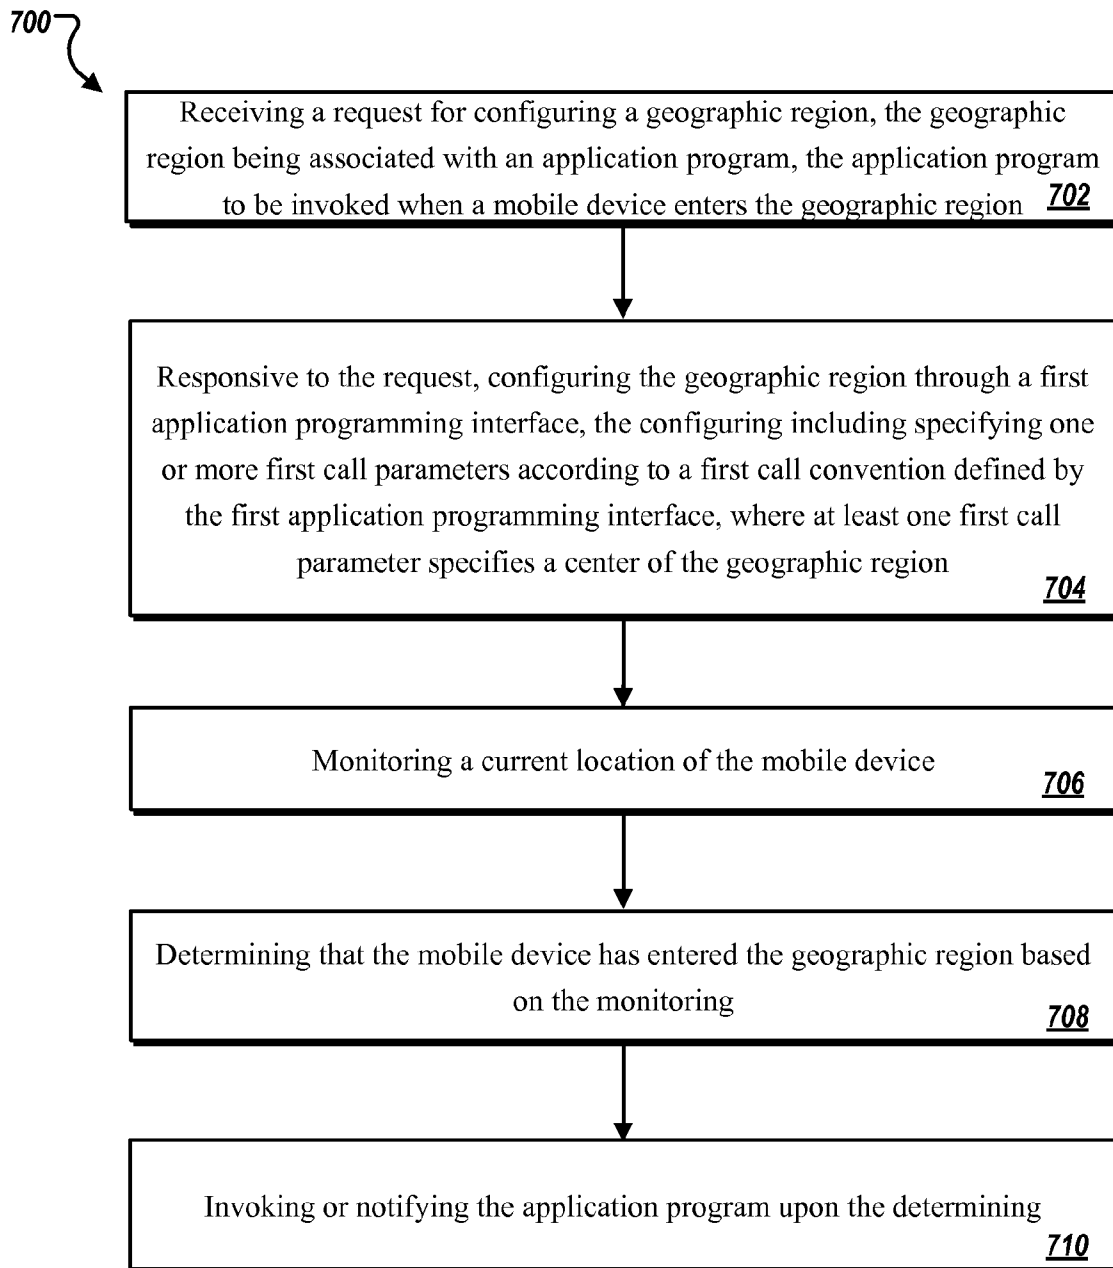 700
Receiving a request for configuring a geographic region, the geographic
region being associated with an application program, the application program
to be invoked when a mobile device enters the geographic region
702
Responsive to the request, configuring the geographic region through a first
application programming interface, the configuring including specifying one
or more first call parameters according to a first call convention defined by
the first application programming interface, where at least one first call
parameter specifies a center of the geographic region
704
Monitoring a current location of the mobile device
706
Determining that the mobile device has entered the geographic region based
on the monitoring
708
Invoking or notifying the application program upon the determining
710